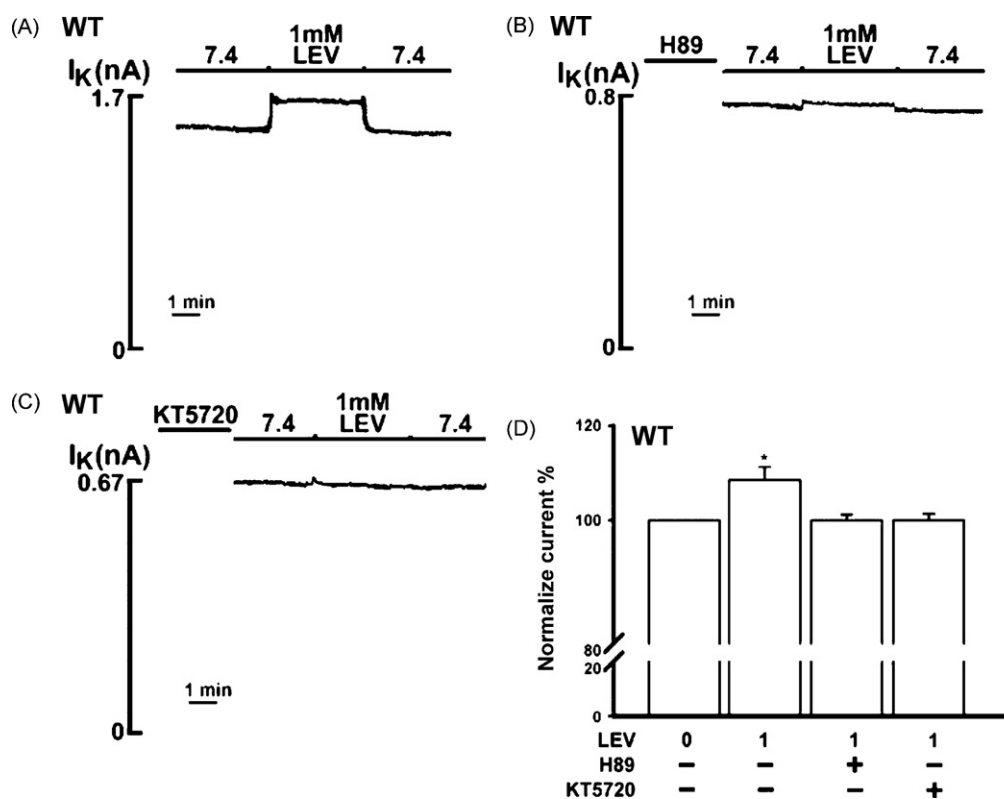 (A) WT
7.4 1mM LEV 7.4
IK(nA)
1.7
1 min
0
(B) WT
H89 7.4 1mM LEV 7.4
IK(nA)
0.8
1 min
0
(C) WT
KT5720 7.4 1mM LEV 7.4
IK(nA)
0.67
1 min
0
(D) WT
Normalize current %
120
*
100
80
20
0
LEV 0 1 1 1
H89 − − + −
KT5720 − − − +